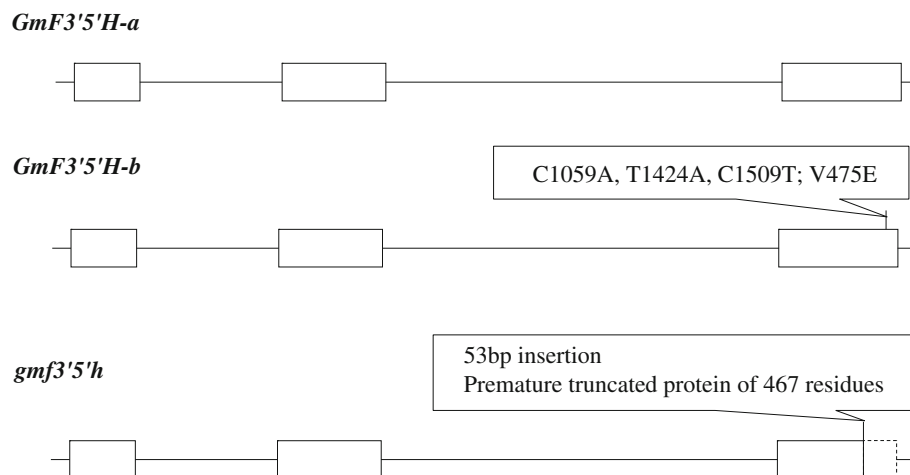 GmF3'5'H-a
GmF3'5'H-b
C1059A, T1424A, C1509T; V475E
gmf3'5'h
53bp insertion
Premature truncated protein of 467 residues